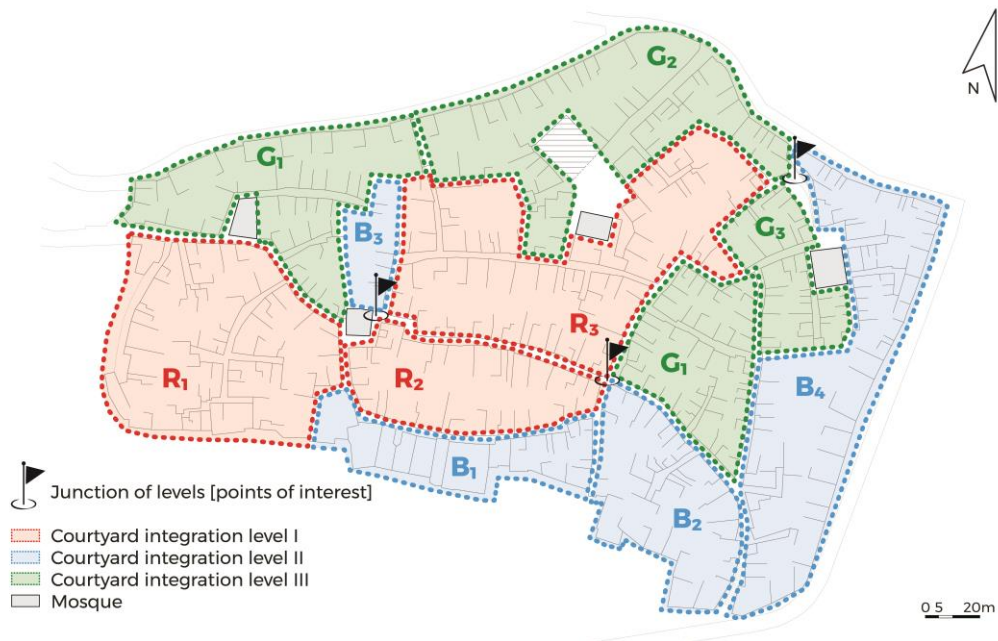 G₂
N
G₁
B₃
G₃
R₃
R₁
R₂
G₁
B₄
B₁
B₂
Junction of levels [points of interest]
Courtyard integration level I
Courtyard integration level II
Courtyard integration level III
Mosque
0 5 20m